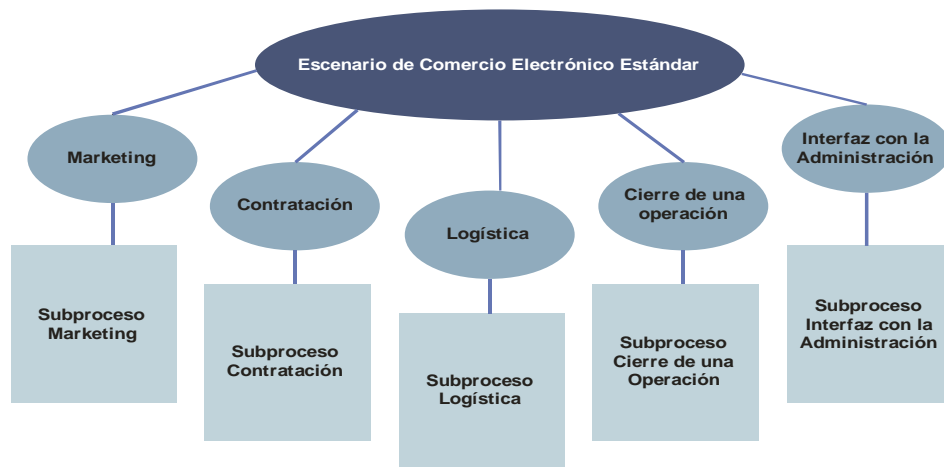 Escenario de Comercio Electrónico Estándar
Marketing
Contratación
Logística
Cierre de una
operación
Interfaz con la
Administración
Subproceso
Marketing
Subproceso
Contratación
Subproceso
Logística
Subproceso
Cierre de una
Operación
Subproceso
Interfaz con la
Administración